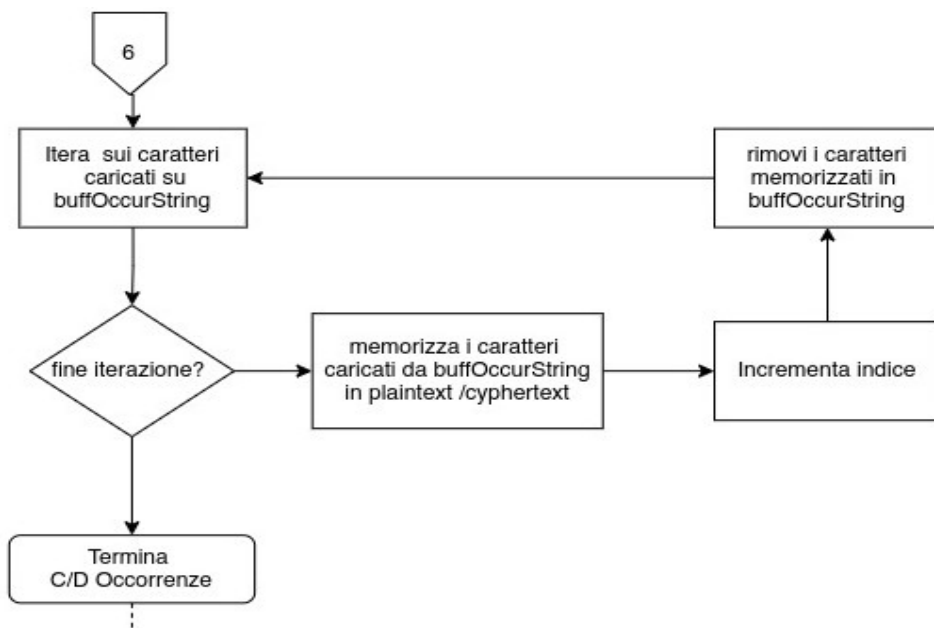 6
Itera sui caratteri
caricati su
buffOccurString
rimovi i caratteri
memorizzati in
buffOccurString
fine iterazione?
memorizza i caratteri
caricati da buffOccurString
in plaintext /cyphertext
Incrementa indice
Termina
C/D Occorrenze